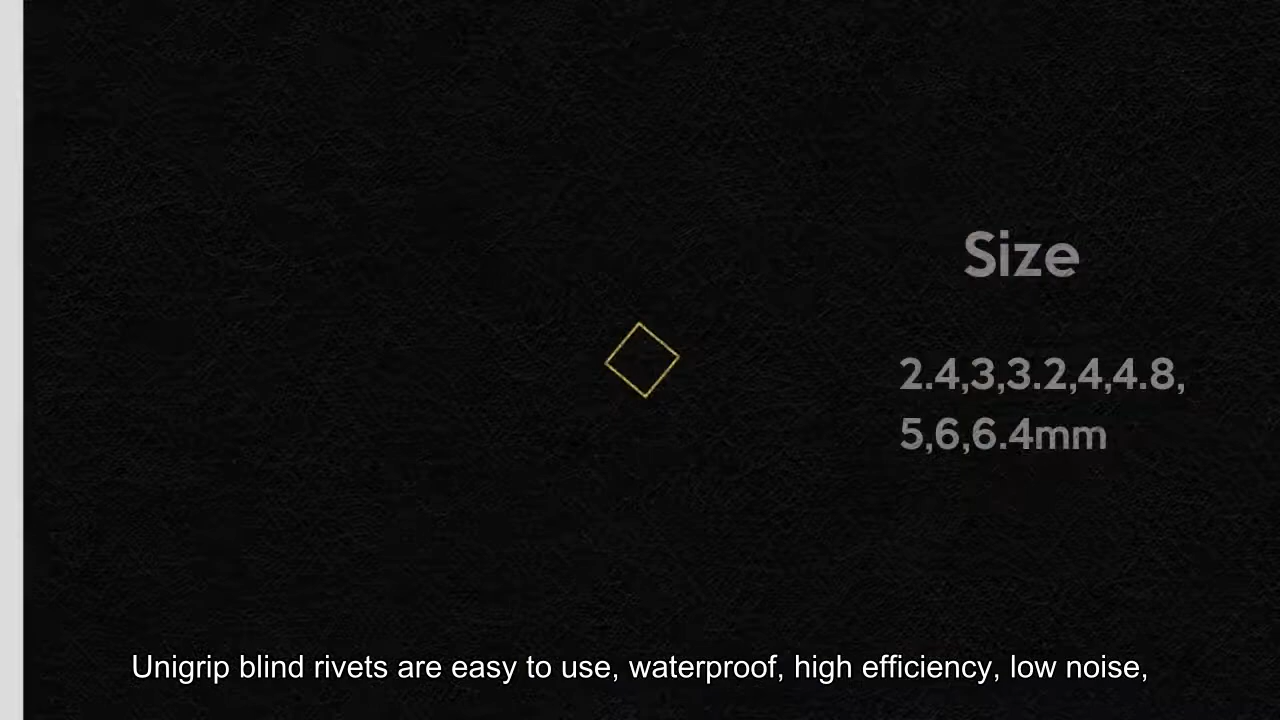 Size
2.4,3,3.2,4,4.8,
5,6,6.4mm
Unigrip blind rivets are easy to use, waterproof, high efficiency, low noise,